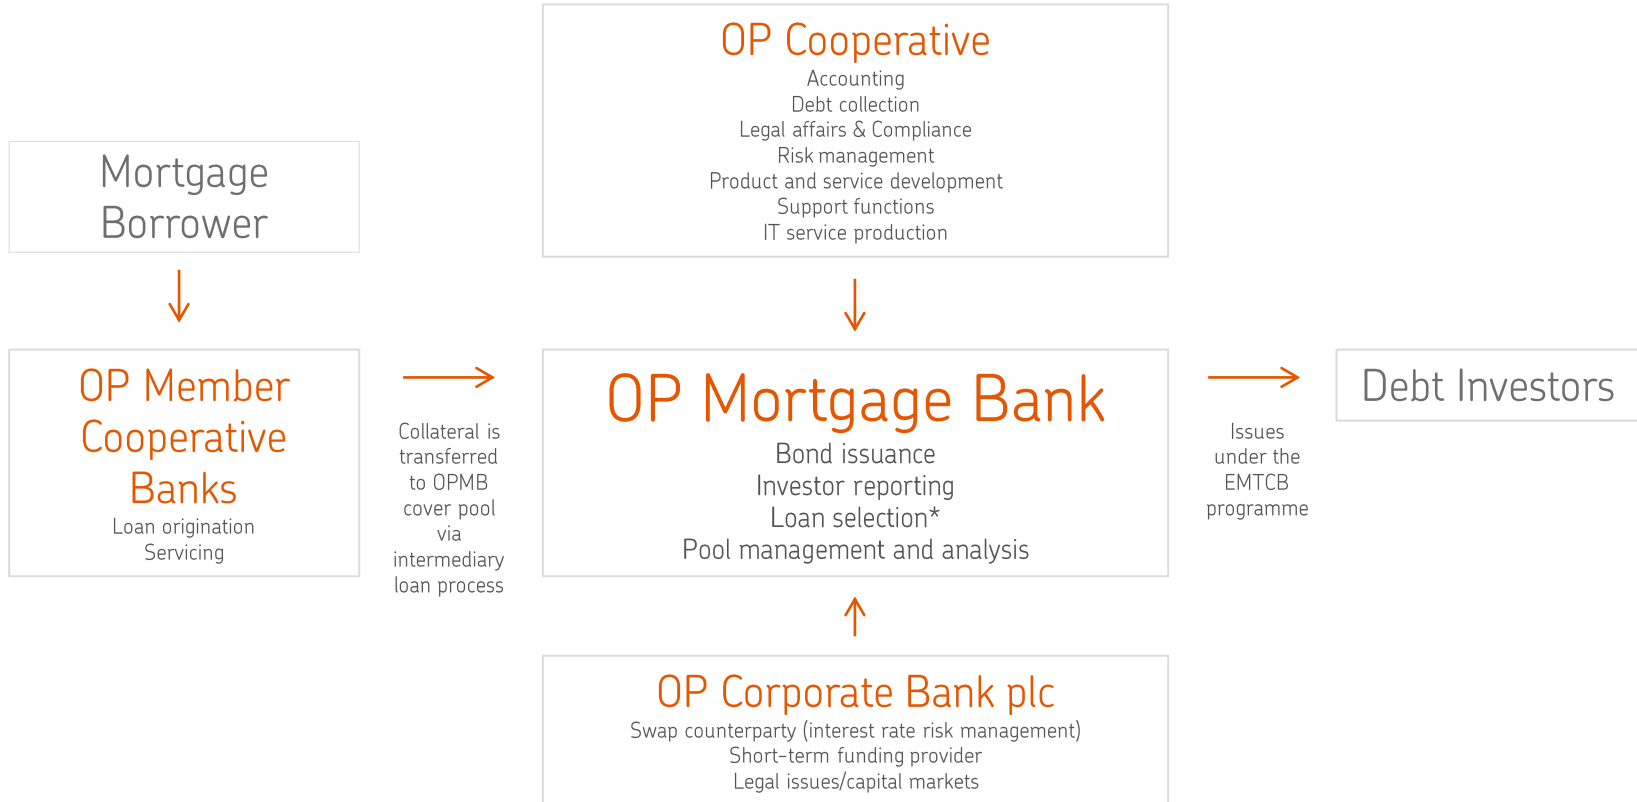 OP Cooperative
Accounting
Debt collection
Legal affairs & Compliance
Risk management
Product and service development
Support functions
IT service production
Mortgage
Borrower
OP Member
Cooperative
Banks
Loan origination
Servicing
Collateral is
transferred
to OPMB
cover pool
via
intermediary
loan process
OP Mortgage Bank
Bond issuance
Investor reporting
Loan selection*
Pool management and analysis
Issues
under the
EMTCB
programme
Debt Investors
OP Corporate Bank plc
Swap counterparty (interest rate risk management)
Short-term funding provider
Legal issues/capital markets